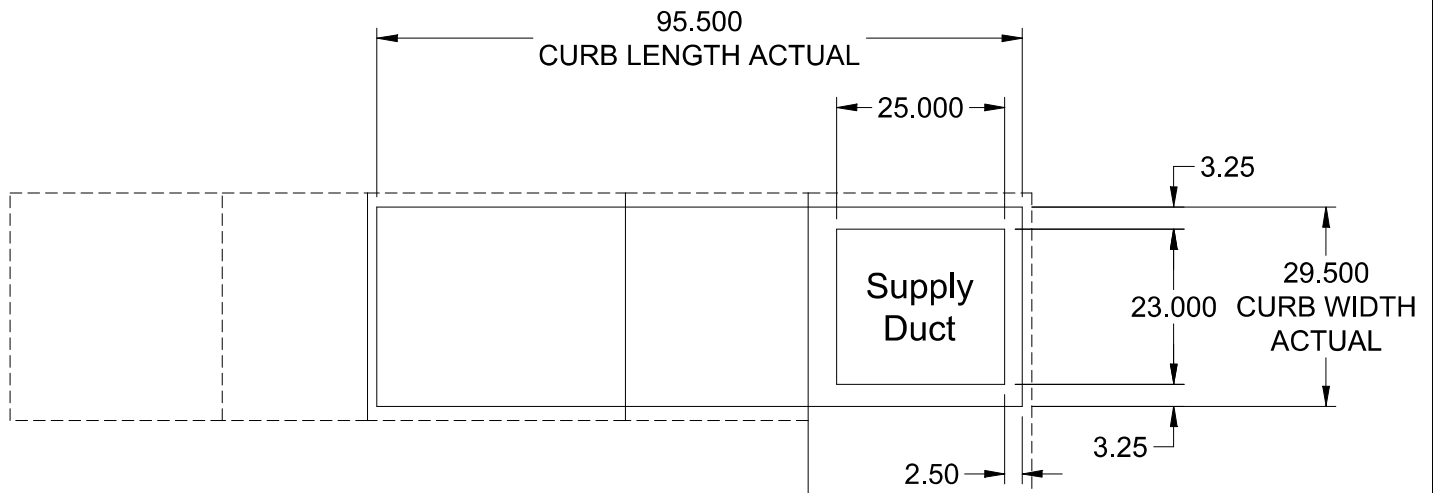 95.500
CURB LENGTH ACTUAL
25.000
3.25
Supply
Duct
23.000
29.500
CURB WIDTH
ACTUAL
3.25
2.50